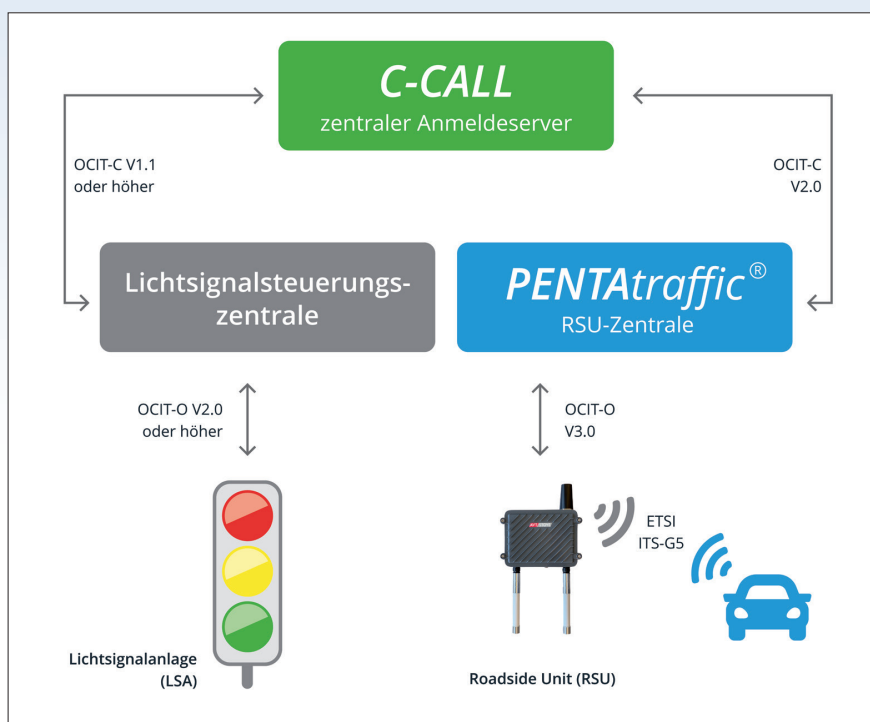 C-CALL
zentraler Anmeldeserver
OCIT-C V1.1
oder höher
OCIT-C
V2.0
Lichtsignalsteuerungs-
zentrale
PENTAtraffic®
RSU-Zentrale
OCIT-O V2.0
oder höher
OCIT-O
V3.0
ETSI
ITS-G5
Lichtsignalanlage
(LSA)
Roadside Unit (RSU)